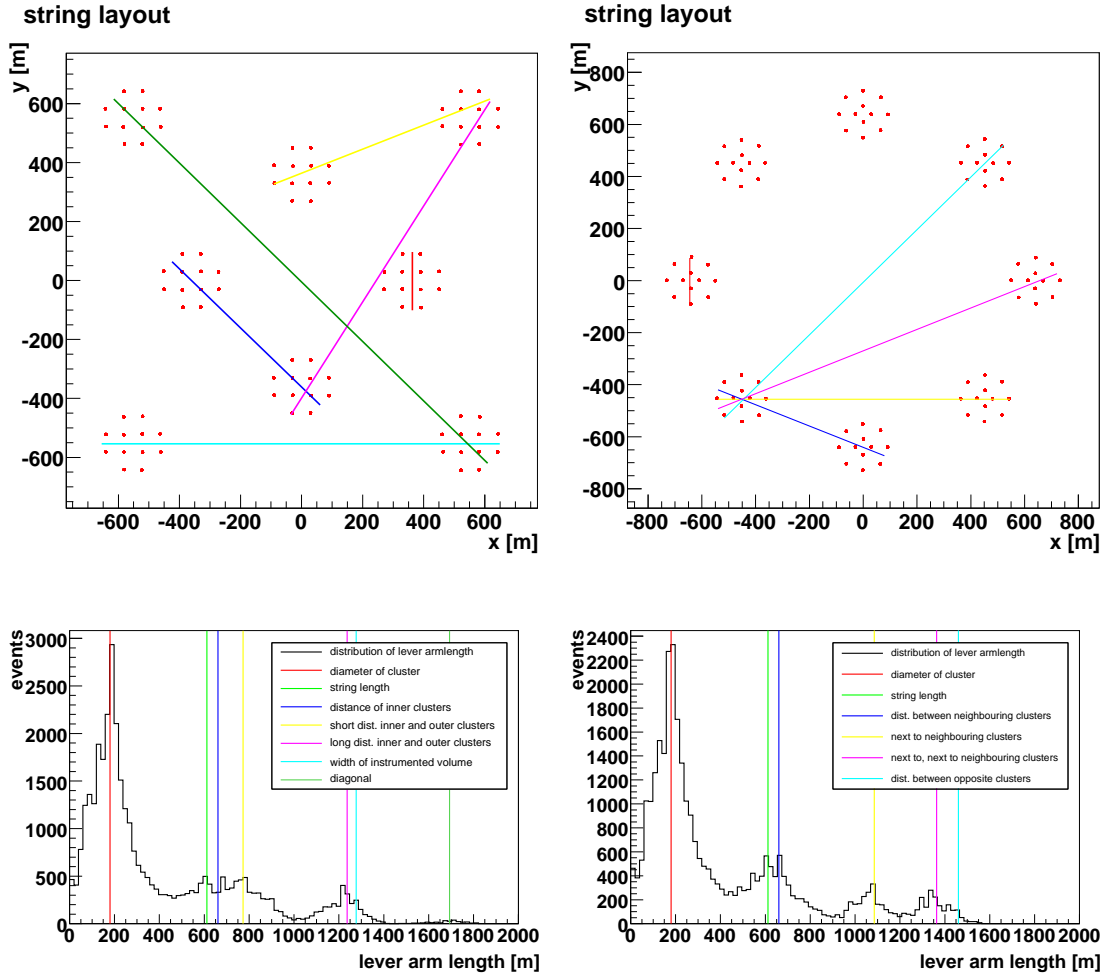 string layout
y [m]
600
400
200
0
-200
-400
-600
-600 -400 -200 0 200 400 600
x [m]
string layout
y [m]
800
600
400
200
0
-200
-400
-600
-800
-800 -600 -400 -200 0 200 400 600 800
x [m]
events
3000
2500
2000
1500
1000
500
0
0 200 400 600 800 1000 1200 1400 1600 1800 2000
lever arm length [m]
distribution of lever armlength
diameter of cluster
string length
distance of inner clusters
short dist. inner and outer clusters
long dist. inner and outer clusters
width of instrumented volume
diagonal
events
2400
2200
2000
1800
1600
1400
1200
1000
800
600
400
200
0
0 200 400 600 800 1000 1200 1400 1600 1800 2000
lever arm length [m]
distribution of lever armlength
diameter of cluster
string length
dist. between neighbouring clusters
next to neighbouring clusters
next to, next to neighbouring clusters
dist. between opposite clusters